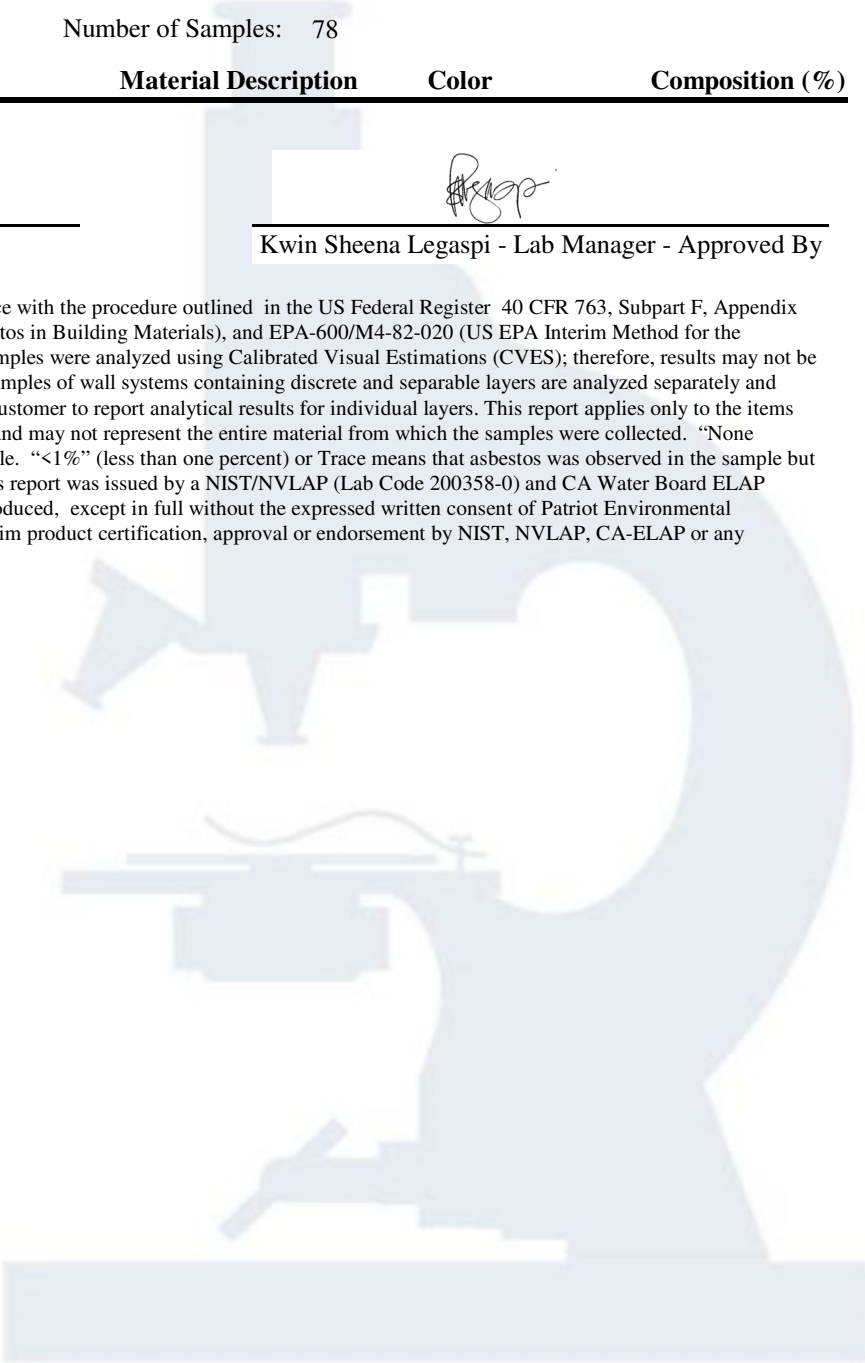 Number of Samples: 78
Material Description Color Composition (%)
Kwin Sheena Legaspi - Lab Manager - Approved By
ce with the procedure outlined in the US Federal Register 40 CFR 763, Subpart F, Appendix
tos in Building Materials), and EPA-600/M4-82-020 (US EPA Interim Method for the
mples were analyzed using Calibrated Visual Estimations (CVES); therefore, results may not be
mples of wall systems containing discrete and separable layers are analyzed separately and
ustomer to report analytical results for individual layers. This report applies only to the items
and may not represent the entire material from which the samples were collected. “None
le. “<1%” (less than one percent) or Trace means that asbestos was observed in the sample but
s report was issued by a NIST/NVLAP (Lab Code 200358-0) and CA Water Board ELAP
oduced, except in full without the expressed written consent of Patriot Environmental
im product certification, approval or endorsement by NIST, NVLAP, CA-ELAP or any